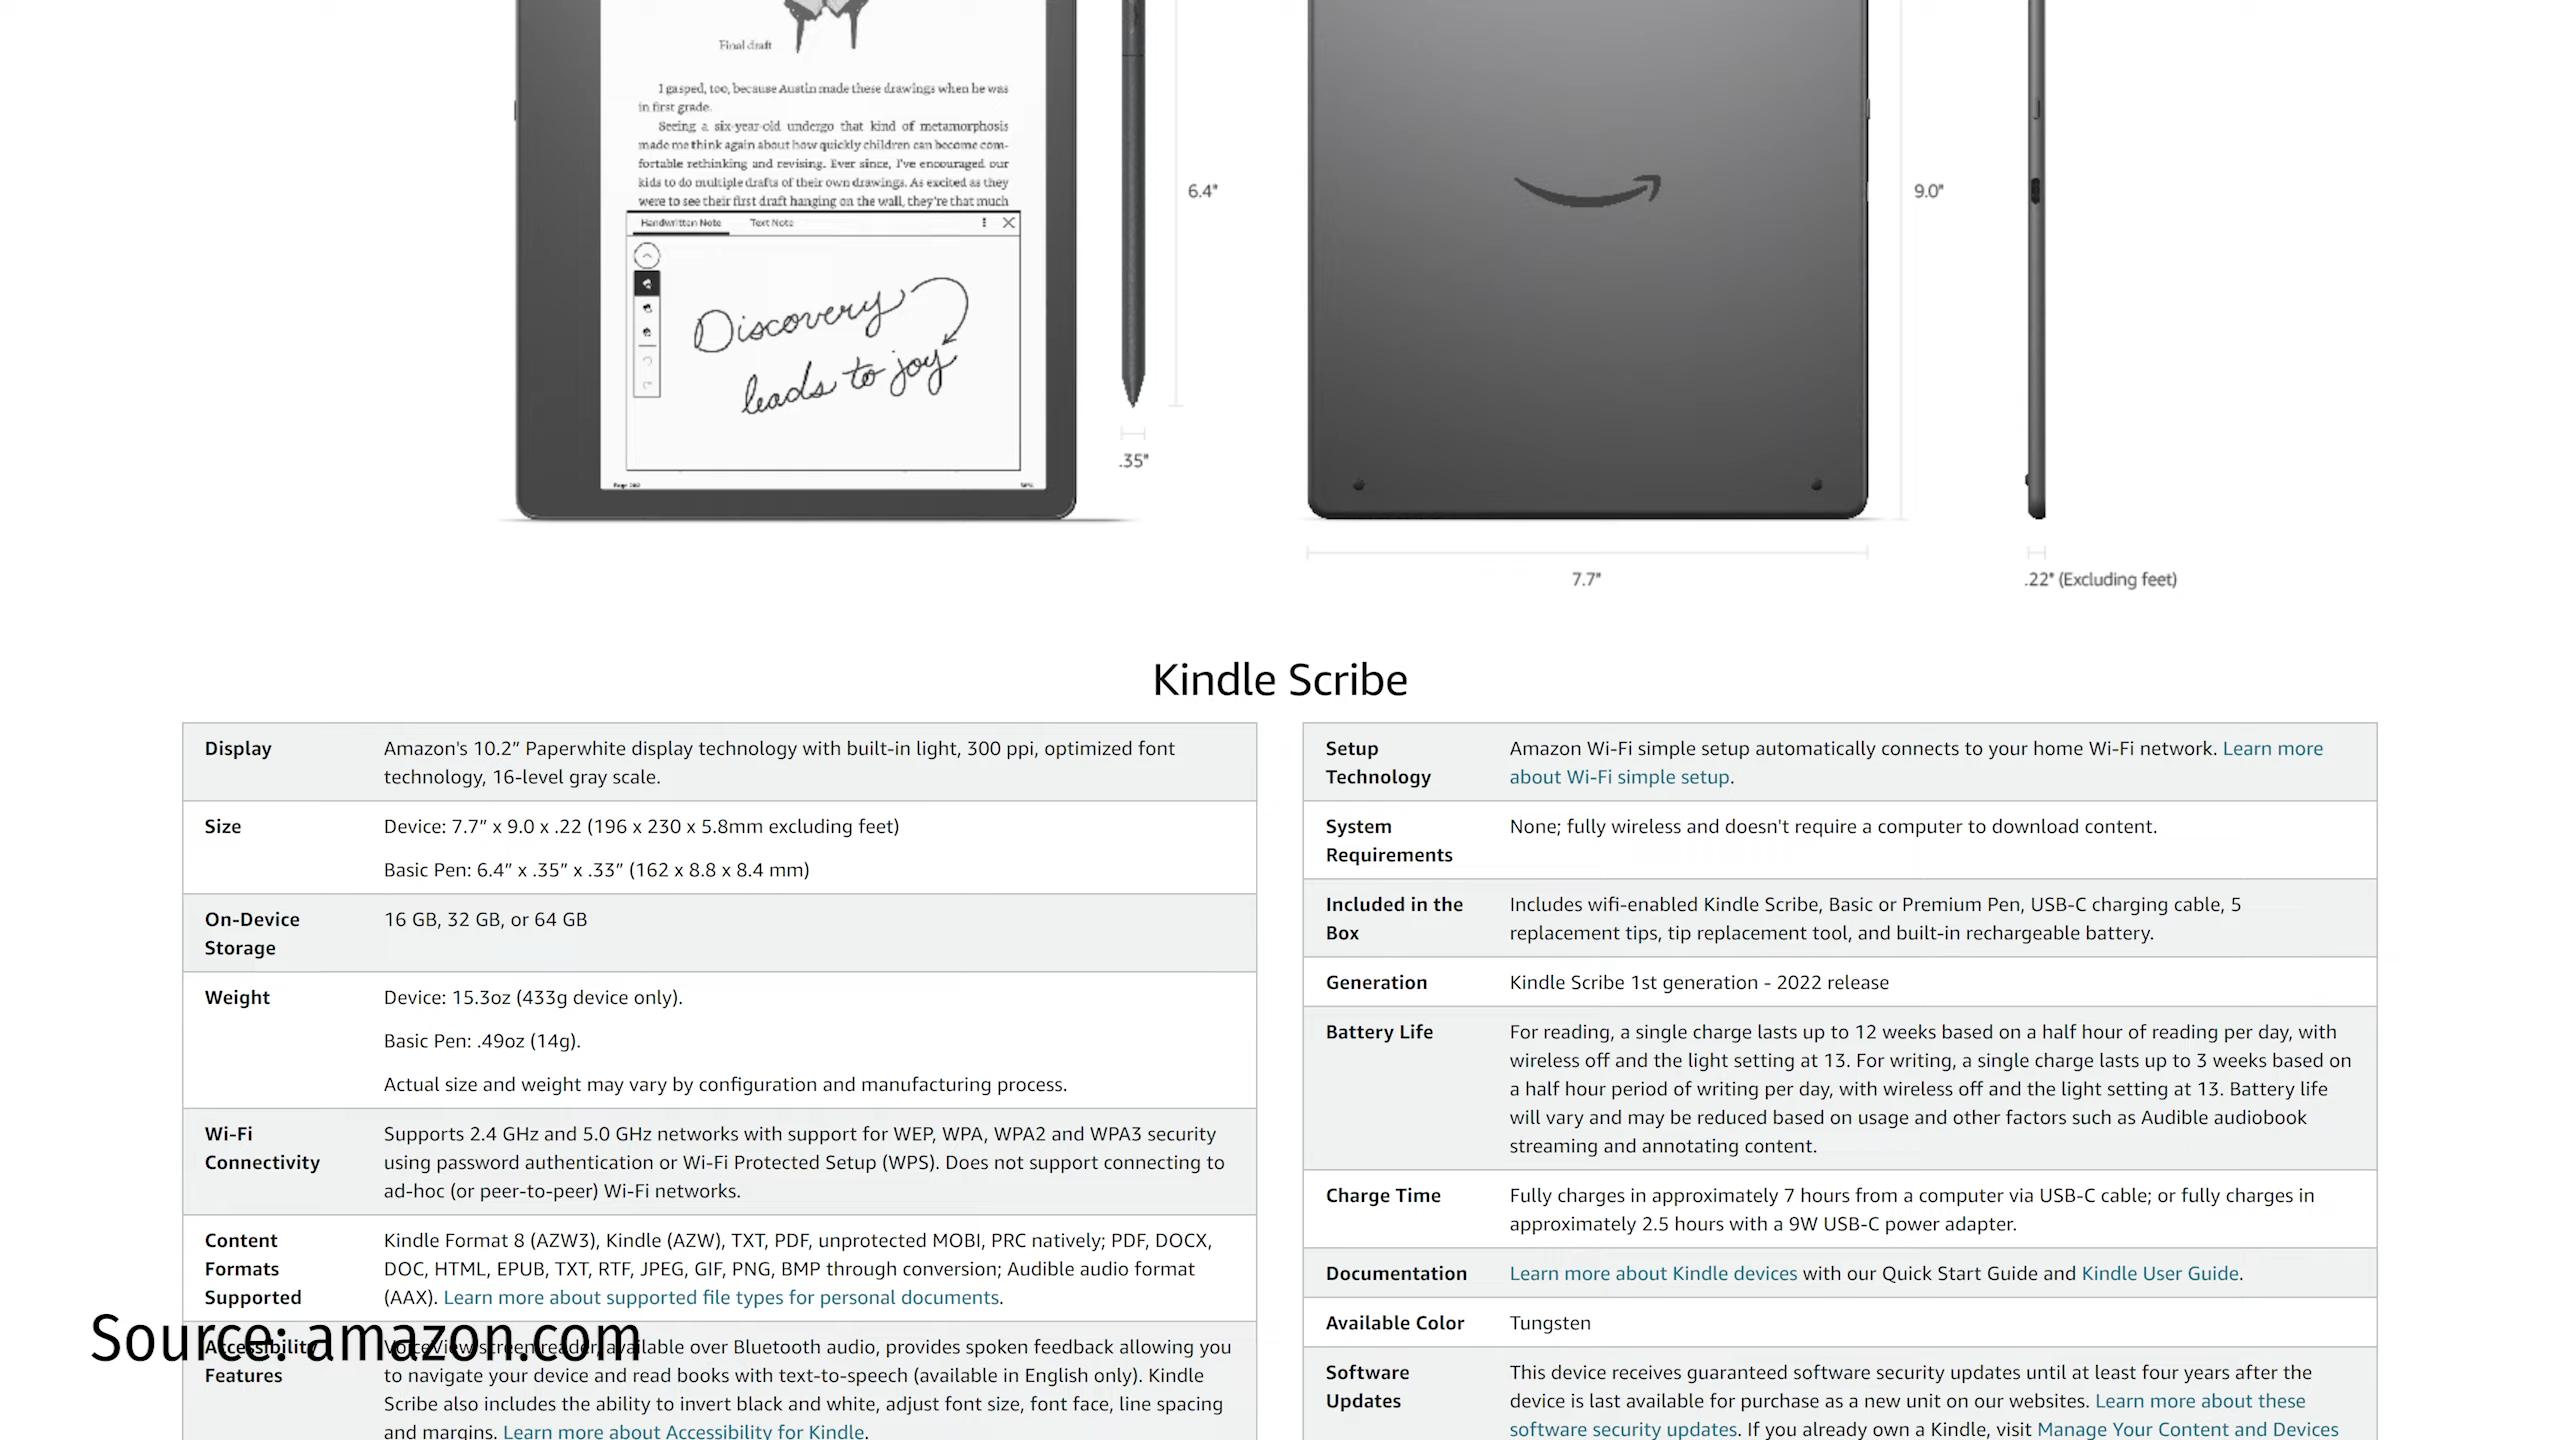 Final draft
I gasped, too, because Austin made these drawings when he was
in first grade.
Seeing a six-year-old undergo that kind of metamorphosis
made me think again about how quickly children can become com-
fortable rethinking and revising. Ever since, I've encouraged our
kids to do multiple drafts of their own drawings. As excited as they
were to see their first draft hanging on the wall, they're that much
Handwritten Note Text Note
Discovery
leads to joy
6.4"
.35"
9.0"
7.7"
.22" (Excluding feet)
Kindle Scribe
Display
Amazon's 10.2” Paperwhite display technology with built-in light, 300 ppi, optimized font
technology, 16-level gray scale.
Size
Device: 7.7” x 9.0 x .22 (196 x 230 x 5.8mm excluding feet)
Basic Pen: 6.4” x .35” x .33” (162 x 8.8 x 8.4 mm)
On-Device
Storage
16 GB, 32 GB, or 64 GB
Weight
Device: 15.3oz (433g device only).
Basic Pen: .49oz (14g).
Actual size and weight may vary by configuration and manufacturing process.
Wi-Fi
Connectivity
Supports 2.4 GHz and 5.0 GHz networks with support for WEP, WPA, WPA2 and WPA3 security
using password authentication or Wi-Fi Protected Setup (WPS). Does not support connecting to
ad-hoc (or peer-to-peer) Wi-Fi networks.
Content
Formats
Supported
Kindle Format 8 (AZW3), Kindle (AZW), TXT, PDF, unprotected MOBI, PRC natively; PDF, DOCX,
DOC, HTML, EPUB, TXT, RTF, JPEG, GIF, PNG, BMP through conversion; Audible audio format
(AAX). Learn more about supported file types for personal documents.
Accessibility
Features
VoiceView screen reader, available over Bluetooth audio, provides spoken feedback allowing you
to navigate your device and read books with text-to-speech (available in English only). Kindle
Scribe also includes the ability to invert black and white, adjust font size, font face, line spacing
and margins. Learn more about Accessibility for Kindle.
Setup
Technology
Amazon Wi-Fi simple setup automatically connects to your home Wi-Fi network. Learn more
about Wi-Fi simple setup.
System
Requirements
None; fully wireless and doesn't require a computer to download content.
Included in the
Box
Includes wifi-enabled Kindle Scribe, Basic or Premium Pen, USB-C charging cable, 5
replacement tips, tip replacement tool, and built-in rechargeable battery.
Generation
Kindle Scribe 1st generation - 2022 release
Battery Life
For reading, a single charge lasts up to 12 weeks based on a half hour of reading per day, with
wireless off and the light setting at 13. For writing, a single charge lasts up to 3 weeks based on
a half hour period of writing per day, with wireless off and the light setting at 13. Battery life
will vary and may be reduced based on usage and other factors such as Audible audiobook
streaming and annotating content.
Charge Time
Fully charges in approximately 7 hours from a computer via USB-C cable; or fully charges in
approximately 2.5 hours with a 9W USB-C power adapter.
Documentation
Learn more about Kindle devices with our Quick Start Guide and Kindle User Guide.
Available Color
Tungsten
Software
Updates
This device receives guaranteed software security updates until at least four years after the
device is last available for purchase as a new unit on our websites. Learn more about these
software security updates. If you already own a Kindle, visit Manage Your Content and Devices
Source: amazon.com